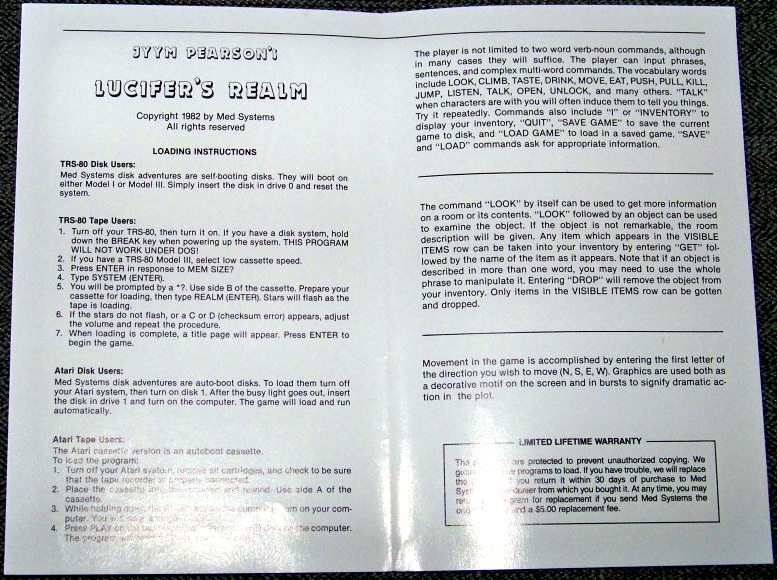 JYYM PEARSON'S
LUCIFER'S REALM
Copyright 1982 by Med Systems
All rights reserved
LOADING INSTRUCTIONS
TRS-80 Disk Users:
Med Systems disk adventures are self-booting disks. They will boot on
either Model I or Model III. Simply insert the disk in drive 0 and reset the
system.
TRS-80 Tape Users:
1. Turn off your TRS-80, then turn it on. If you have a disk system, hold
down the BREAK key when powering up the system. THIS PROGRAM
WILL NOT WORK UNDER DOS!
2. If you have a TRS-80 Model III, select low cassette speed.
3. Press ENTER in response to MEM SIZE?
4. Type SYSTEM (ENTER).
5. You will be prompted by a *?. Use side B of the cassette. Prepare your
cassette for loading, then type REALM (ENTER). Stars will flash as the
tape is loading.
6. If the stars do not flash, or a C or D (checksum error) appears, adjust
the volume and repeat the procedure.
7. When loading is complete, a title page will appear. Press ENTER to
begin the game.
Atari Disk Users:
Med Systems disk adventures are auto-boot disks. To load them turn off
your Atari system, then turn on disk 1. After the busy light goes out, insert
the disk in drive 1 and turn on the computer. The game will load and run
automatically.
Atari Tape Users:
The Atari cassette version is an autoboot cassette.
To load the program:
1. Turn off your Atari system, remove all cartridges, and check to be sure
that the tape recorder is properly connected.
2. Place the cassette into the recorder and rewind. Use side A of the
cassette.
3. While holding down the turn on your com-
puter. You will
4. Press PLAY on the computer.
The program will
The player is not limited to two word verb-noun commands, although
in many cases they will suffice. The player can input phrases,
sentences, and complex multi-word commands. The vocabulary words
include LOOK, CLIMB, TASTE, DRINK, MOVE, EAT, PUSH, PULL, KILL,
JUMP, LISTEN, TALK, OPEN, UNLOCK, and many others. "TALK"
when characters are with you will often induce them to tell you things.
Try it repeatedly. Commands also include "I" or "INVENTORY" to
display your inventory, "QUIT", "SAVE GAME" to save the current
game to disk, and "LOAD GAME" to load in a saved game. "SAVE"
and "LOAD" commands ask for appropriate information.
The command "LOOK" by itself can be used to get more information
on a room or its contents. "LOOK" followed by an object can be used
to examine the object. If the object is not remarkable, the room
description will be given. Any item which appears in the VISIBLE
ITEMS row can be taken into your inventory by entering "GET" fol-
lowed by the name of the item as it appears. Note that if an object is
described in more than one word, you may need to use the whole
phrase to manipulate it. Entering "DROP" will remove the object from
your inventory. Only items in the VISIBLE ITEMS row can be gotten
and dropped.
Movement in the game is accomplished by entering the first letter of
the direction you wish to move (N, S, E, W). Graphics are used both as
a decorative motif on the screen and in bursts to signify dramatic ac-
tion in the plot.
LIMITED LIFETIME WARRANTY
are protected to prevent unauthorized copying. We
programs to load. If you have trouble, we will replace
the you return it within 30 days of purchase to Med
from which you bought it. At any time, you may
for replacement if you send Med Systems the
a $5.00 replacement fee.